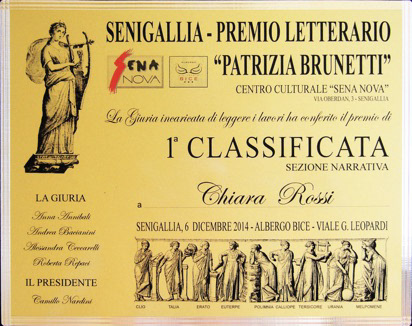 SENIGALLIA - PREMIO LETTERARIO
"PATRIZIA BRUNETTI"
SENA
NOVA
BICE
CENTRO CULTURALE "SENA NOVA"
VIA OBERDAN, 3 - SENIGALLIA
La Giuria incaricata di leggere i lavori ha conferito il premio di
1ª CLASSIFICATA
SEZIONE NARRATIVA
a Chiara Rossi
SENIGALLIA, 6 DICEMBRE 2014 - ALBERGO BICE - VIALE G. LEOPARDI
LA GIURIA
Anna Annibali
Andrea Bacianini
Alessandra Ceccarelli
Roberta Ripaci
IL PRESIDENTE
Camillo Nardini
CLIO TALIA ERATO EUTERPE POLIMNIA CALLIOPE TERSICORE URANIA MELPOMENE